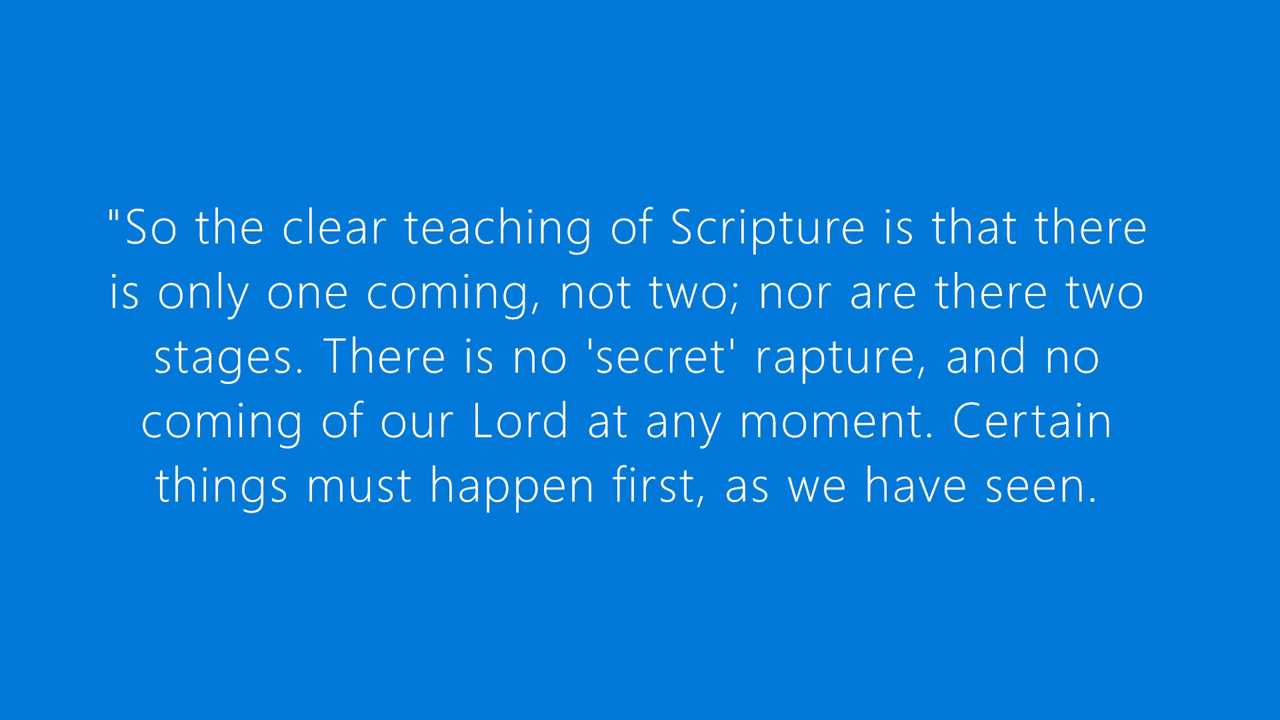 "So the clear teaching of Scripture is that there
is only one coming, not two; nor are there two
stages. There is no 'secret' rapture, and no
coming of our Lord at any moment. Certain
things must happen first, as we have seen.